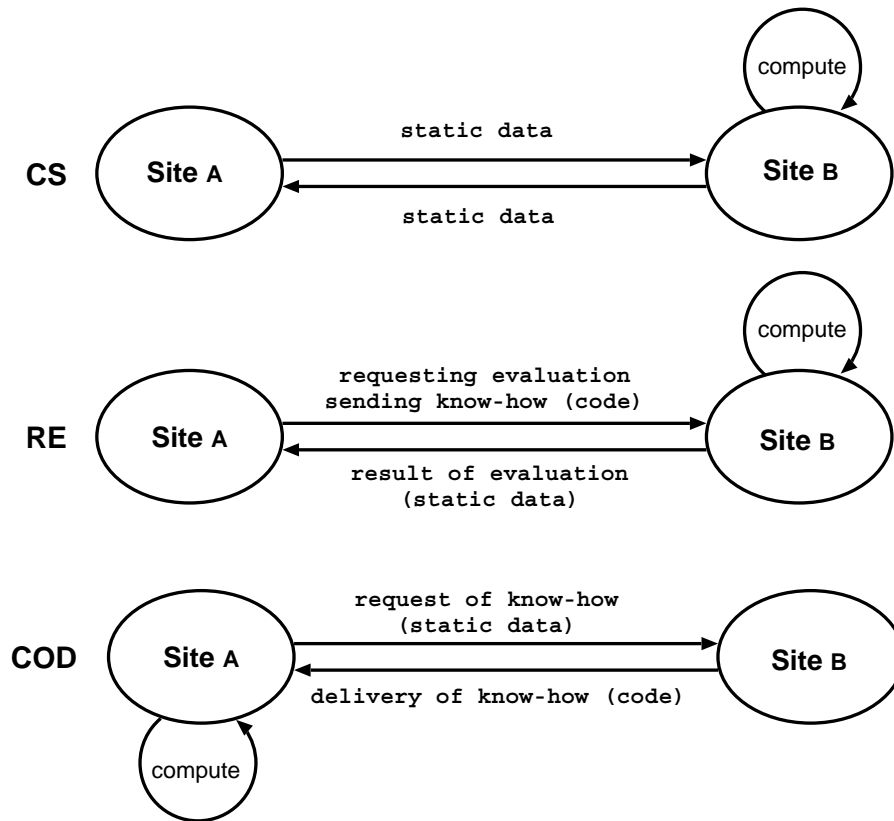 compute
static data
CS
Site A
Site B
static data
compute
requesting evaluation
sending know-how (code)
RE
Site A
Site B
result of evaluation
(static data)
request of know-how
(static data)
COD
Site A
Site B
delivery of know-how (code)
compute